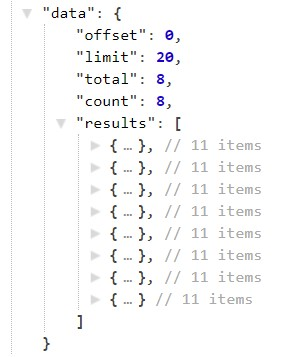 "data": {
"offset": 0,
"limit": 20,
"total": 8,
"count": 8,
"results": [
{ … }, // 11 items
{ … }, // 11 items
{ … }, // 11 items
{ … }, // 11 items
{ … }, // 11 items
{ … }, // 11 items
{ … }, // 11 items
{ … } // 11 items
]
}